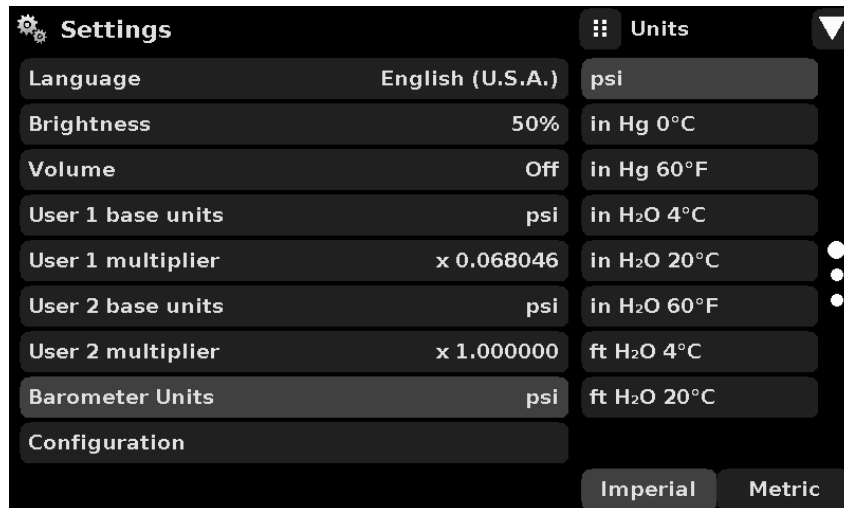 Settings
Language English (U.S.A.)
Brightness 50%
Volume Off
User 1 base units psi
User 1 multiplier x 0.068046
User 2 base units psi
User 2 multiplier x 1.000000
Barometer Units psi
Configuration
Units
psi
in Hg 0°C
in Hg 60°F
in H₂O 4°C
in H₂O 20°C
in H₂O 60°F
ft H₂O 4°C
ft H₂O 20°C
Imperial Metric